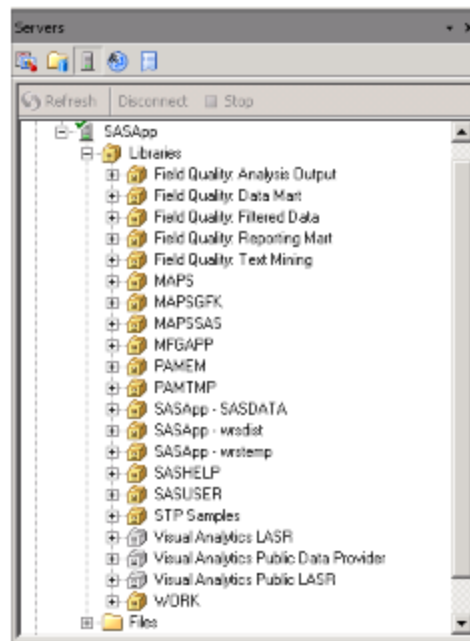 Servers
Refresh Disconnect Stop
SASApp
Libraries
Field Quality: Analysis Output
Field Quality: Data Mart
Field Quality: Filtered Data
Field Quality: Reporting Mart
Field Quality: Text Mining
MAPS
MAPSGFK
MAPSSAS
MFGAPP
PAMEM
PAMTMP
SASApp - SASDATA
SASApp - wrsdist
SASApp - wrstemp
SASHELP
SASUSER
STP Samples
Visual Analytics LASR
Visual Analytics Public Data Provider
Visual Analytics Public LASR
WORK
Files